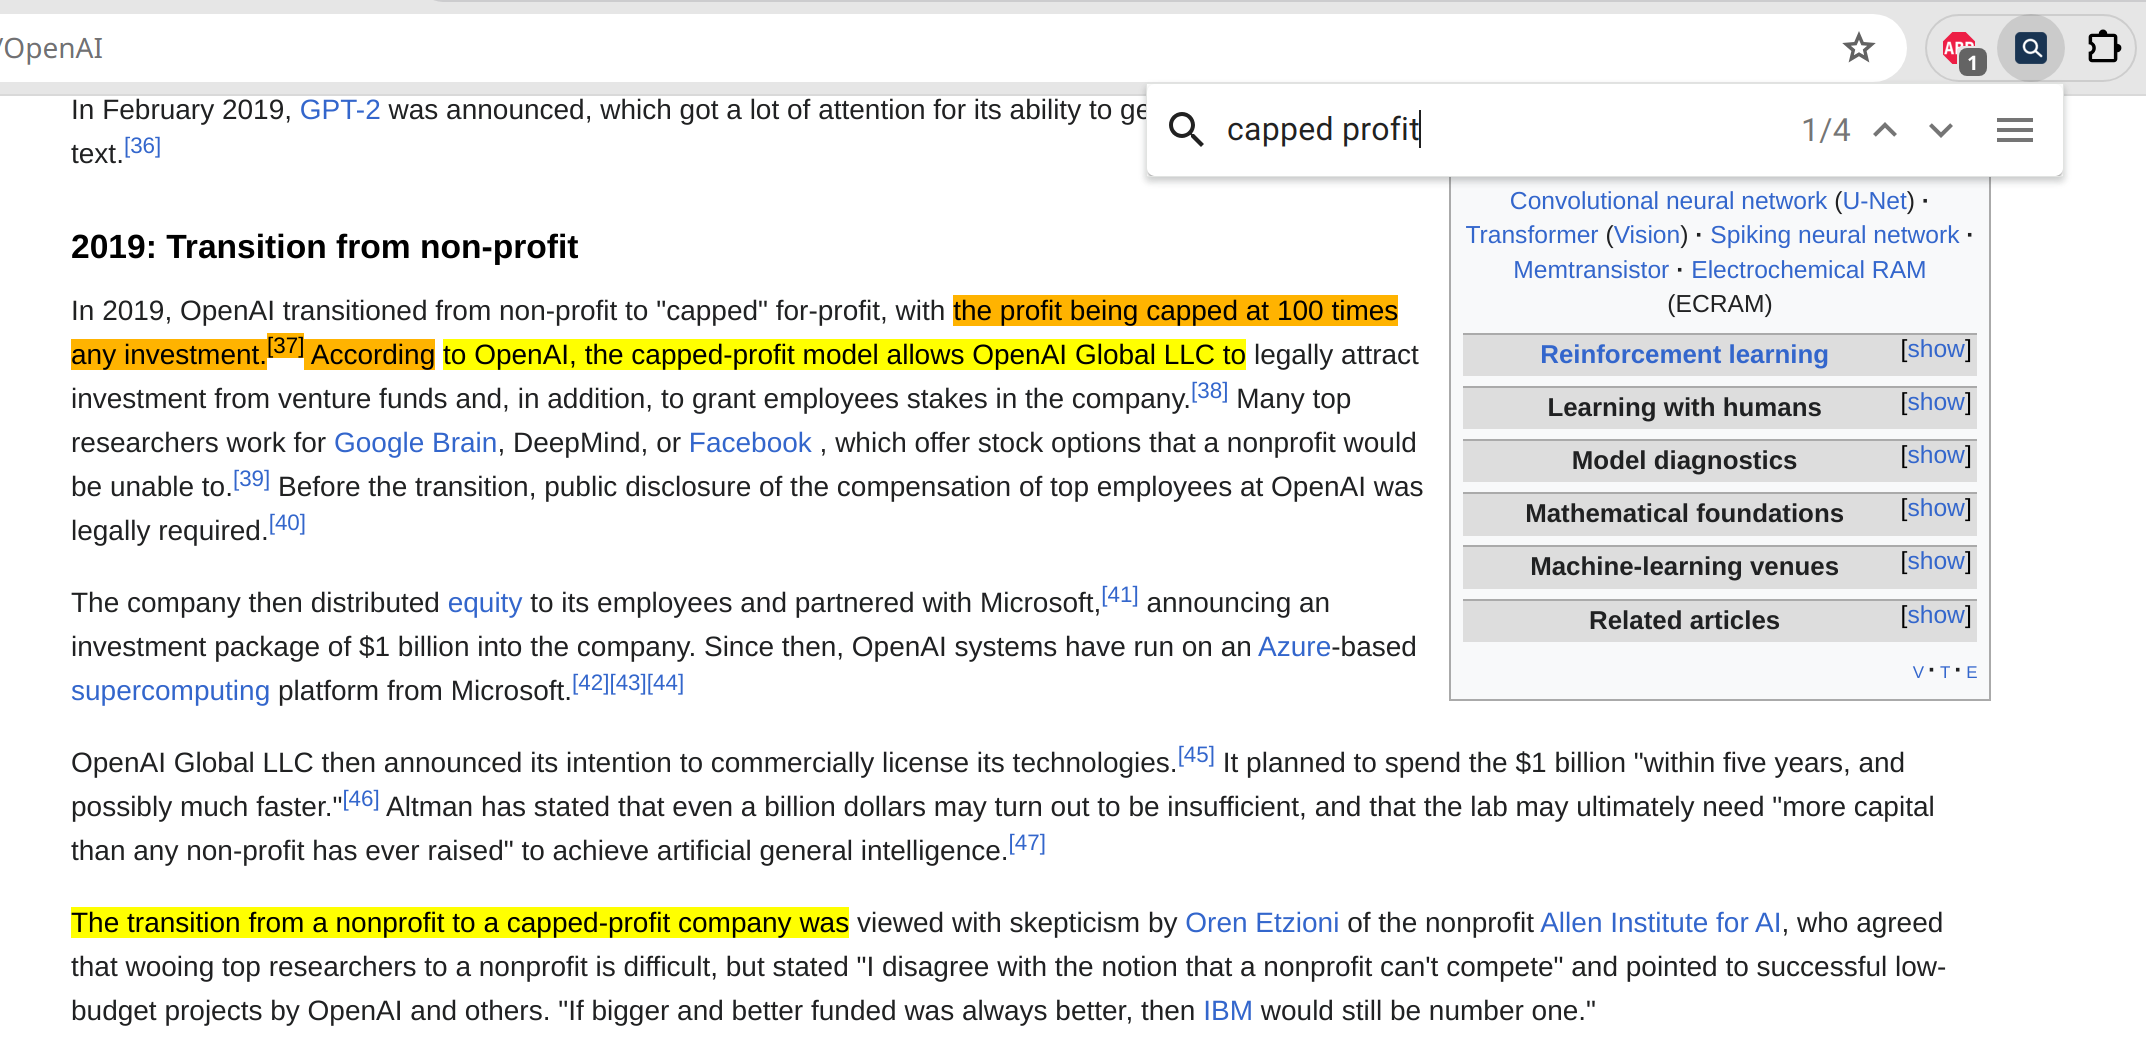 /OpenAI
ABP
1
capped profit
1/4
In February 2019, GPT-2 was announced, which got a lot of attention for its ability to ge
text.[36]
2019: Transition from non-profit
In 2019, OpenAI transitioned from non-profit to "capped" for-profit, with the profit being capped at 100 times
any investment.[37] According to OpenAI, the capped-profit model allows OpenAI Global LLC to legally attract
investment from venture funds and, in addition, to grant employees stakes in the company.[38] Many top
researchers work for Google Brain, DeepMind, or Facebook , which offer stock options that a nonprofit would
be unable to.[39] Before the transition, public disclosure of the compensation of top employees at OpenAI was
legally required.[40]
The company then distributed equity to its employees and partnered with Microsoft,[41] announcing an
investment package of $1 billion into the company. Since then, OpenAI systems have run on an Azure-based
supercomputing platform from Microsoft.[42][43][44]
OpenAI Global LLC then announced its intention to commercially license its technologies.[45] It planned to spend the $1 billion "within five years, and
possibly much faster."[46] Altman has stated that even a billion dollars may turn out to be insufficient, and that the lab may ultimately need "more capital
than any non-profit has ever raised" to achieve artificial general intelligence.[47]
The transition from a nonprofit to a capped-profit company was viewed with skepticism by Oren Etzioni of the nonprofit Allen Institute for AI, who agreed
that wooing top researchers to a nonprofit is difficult, but stated "I disagree with the notion that a nonprofit can't compete" and pointed to successful low-
budget projects by OpenAI and others. "If bigger and better funded was always better, then IBM would still be number one."
Convolutional neural network (U-Net) ·
Transformer (Vision) · Spiking neural network ·
Memtransistor · Electrochemical RAM
(ECRAM)
Reinforcement learning [show]
Learning with humans [show]
Model diagnostics [show]
Mathematical foundations [show]
Machine-learning venues [show]
Related articles [show]
V · T · E